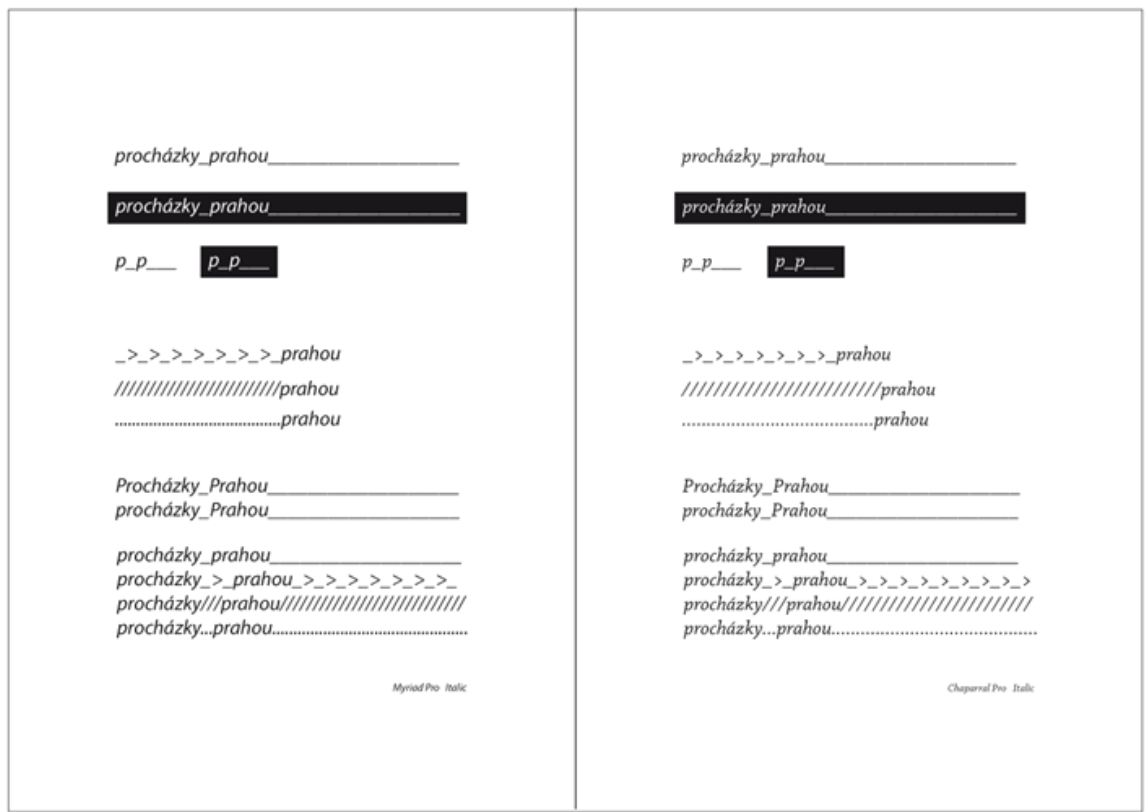 procházky_prahou___________________
procházky_prahou___________________
p_p___ p_p___
_>_>_>_>_>_>_>_prahou
//////////////////////////prahou
.......................................prahou
Procházky_Prahou___________________
procházky_Prahou___________________
procházky_prahou___________________
procházky_>_prahou_>_>_>_>_>_>_>_
procházky///prahou/////////////////////////////
procházky...prahou..............................................
Myriad Pro Italic
procházky_prahou___________________
procházky_prahou___________________
p_p___ p_p___
_>_>_>_>_>_>_>_prahou
/////////////////////////prahou
.......................................prahou
Procházky_Prahou___________________
procházky_Prahou___________________
procházky_prahou___________________
procházky_>_prahou_>_>_>_>_>_>_>_>
procházky///prahou////////////////////////
procházky...prahou..........................................
Chaparral Pro Italic